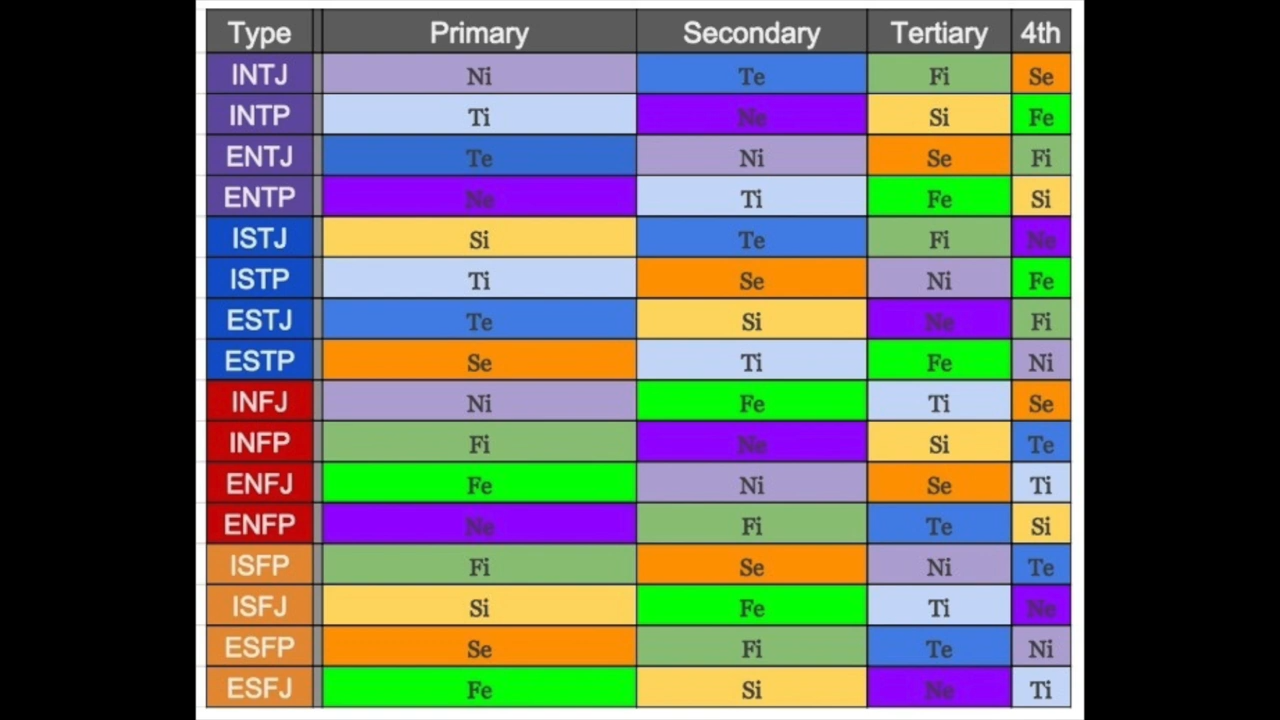 Type Primary Secondary Tertiary 4th
INTJ Ni Te Fi Se
INTP Ti Ne Si Fe
ENTJ Te Ni Se Fi
ENTP Ne Ti Fe Si
ISTJ Si Te Fi Ne
ISTP Ti Se Ni Fe
ESTJ Te Si Ne Fi
ESTP Se Ti Fe Ni
INFJ Ni Fe Ti Se
INFP Fi Ne Si Te
ENFJ Fe Ni Se Ti
ENFP Ne Fi Te Si
ISFP Fi Se Ni Te
ISFJ Si Fe Ti Ne
ESFP Se Fi Te Ni
ESFJ Fe Si Ne Ti